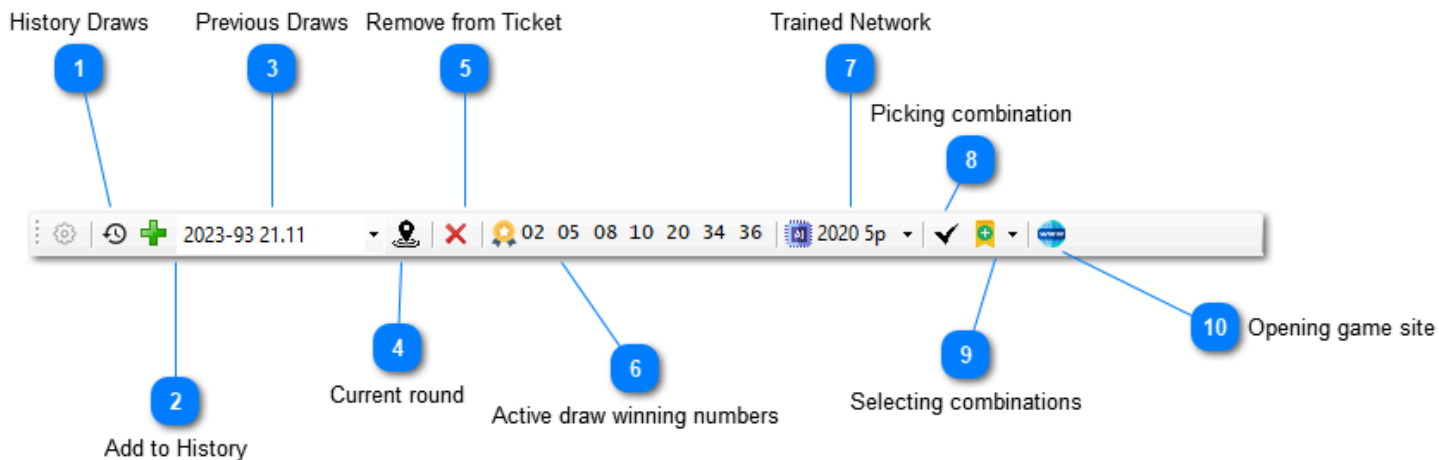 History Draws
Previous Draws
Remove from Ticket
Trained Network
1
3
5
7
Picking combination
8
2023-93 21.11
02 05 08 10 20 34 36
AI
2020 5p
www
4
6
9
10
Opening game site
2
Current round
Active draw winning numbers
Selecting combinations
Add to History